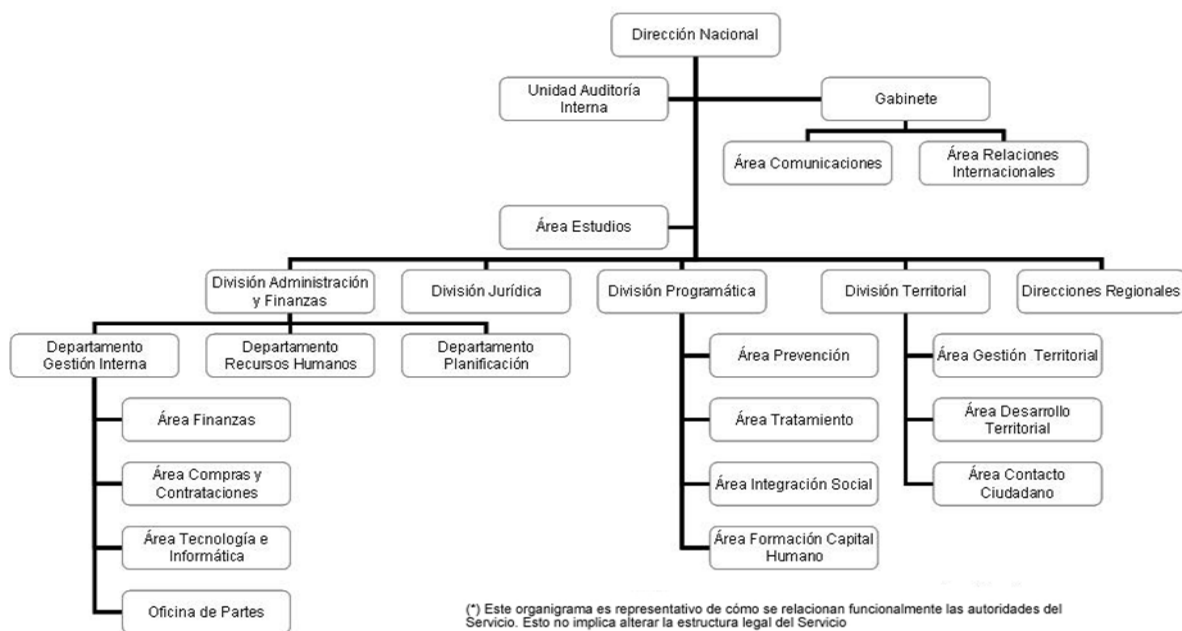 Dirección Nacional
Unidad Auditoría
Interna
Gabinete
Área Comunicaciones
Área Relaciones
Internacionales
Área Estudios
División Administración
y Finanzas
División Jurídica
División Programática
División Territorial
Direcciones Regionales
Departamento
Gestión Interna
Departamento
Recursos Humanos
Departamento
Planificación
Área Finanzas
Área Compras y
Contrataciones
Área Tecnología e
Informática
Oficina de Partes
Área Prevención
Área Tratamiento
Área Integración Social
Área Formación Capital
Humano
Área Gestión Territorial
Área Desarrollo
Territorial
Área Contacto
Ciudadano
(*) Este organigrama es representativo de cómo se relacionan funcionalmente las autoridades del
Servicio. Esto no implica alterar la estructura legal del Servicio